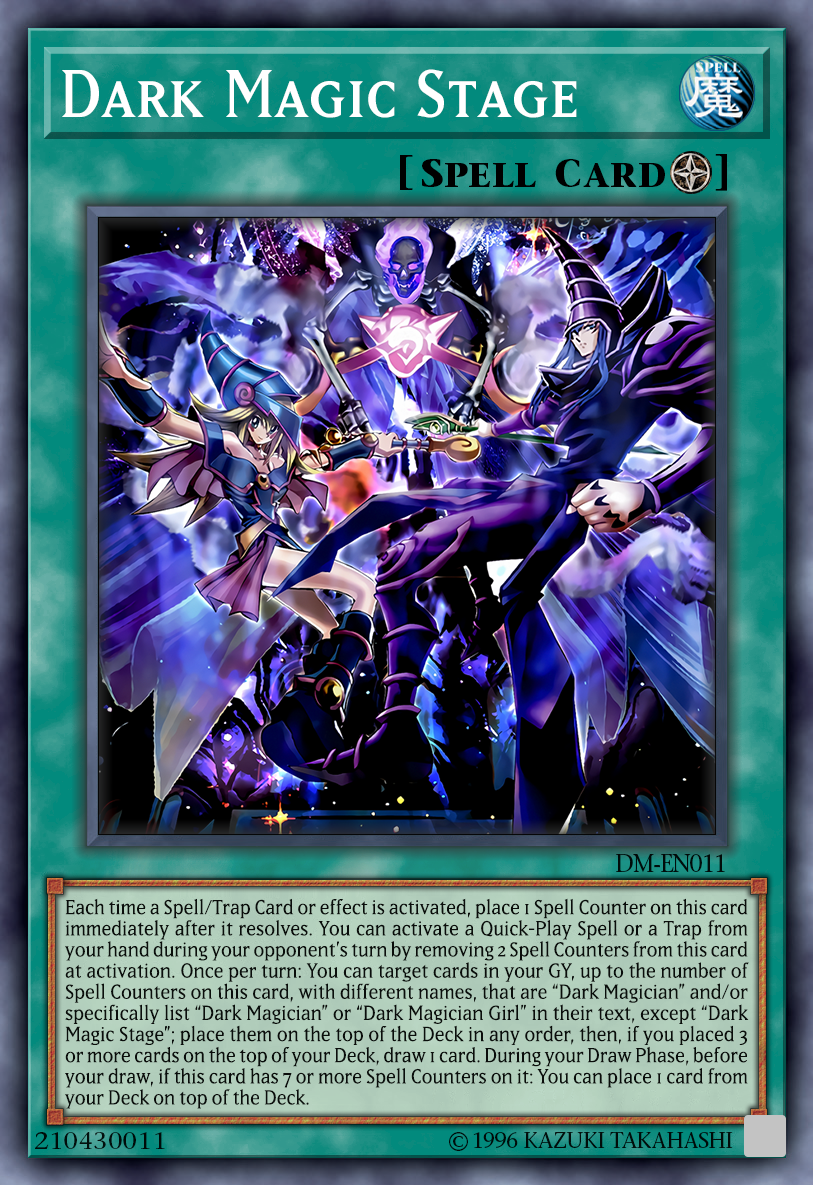 Dark Magic Stage
SPELL
魔
[Spell Card]
DM-EN011
Each time a Spell/Trap Card or effect is activated, place 1 Spell Counter on this card
immediately after it resolves. You can activate a Quick-Play Spell or a Trap from
your hand during your opponent's turn by removing 2 Spell Counters from this card
at activation. Once per turn: You can target cards in your GY, up to the number of
Spell Counters on this card, with different names, that are “Dark Magician” and/or
specifically list “Dark Magician” or “Dark Magician Girl” in their text, except “Dark
Magic Stage”; place them on the top of the Deck in any order, then, if you placed 3
or more cards on the top of your Deck, draw 1 card. During your Draw Phase, before
your draw, if this card has 7 or more Spell Counters on it: You can place 1 card from
your Deck on top of the Deck.
210430011
© 1996 KAZUKI TAKAHASHI